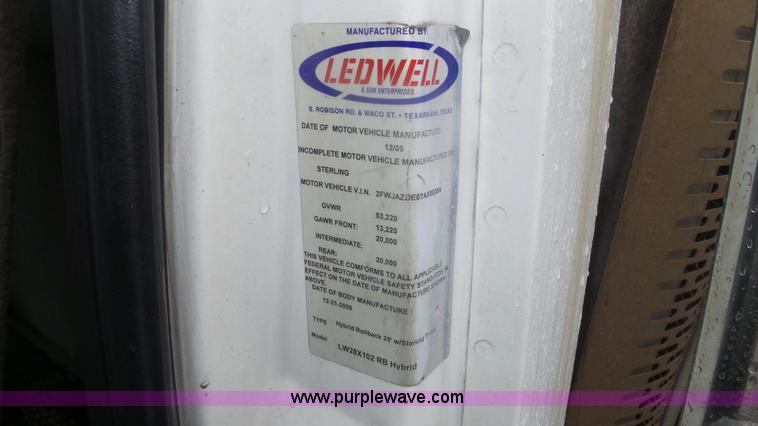 MANUFACTURED BY:
LEDWELL
& SON ENTERPRISES
S. ROBISON RD. & WACO ST. • TEXARKANA, TEXAS
DATE OF MOTOR VEHICLE MANUFACTURE:
12/06
INCOMPLETE MOTOR VEHICLE MANUFACTURED BY:
STERLING
MOTOR VEHICLE V.I.N.
GVWR 53,220
GAWR FRONT: 13,220
INTERMEDIATE: 20,000
REAR: 20,000
THIS VEHICLE CONFORMS TO ALL APPLICABLE
FEDERAL MOTOR VEHICLE SAFETY STANDARDS IN
EFFECT ON THE DATE OF MANUFACTURE SHOWN
ABOVE.
DATE OF BODY MANUFACTURE :
12-21-2006
TYPE Hybrid Rollback 28' w/Sterling Truck
Model LW28X102 RB Hybrid
www.purplewave.com